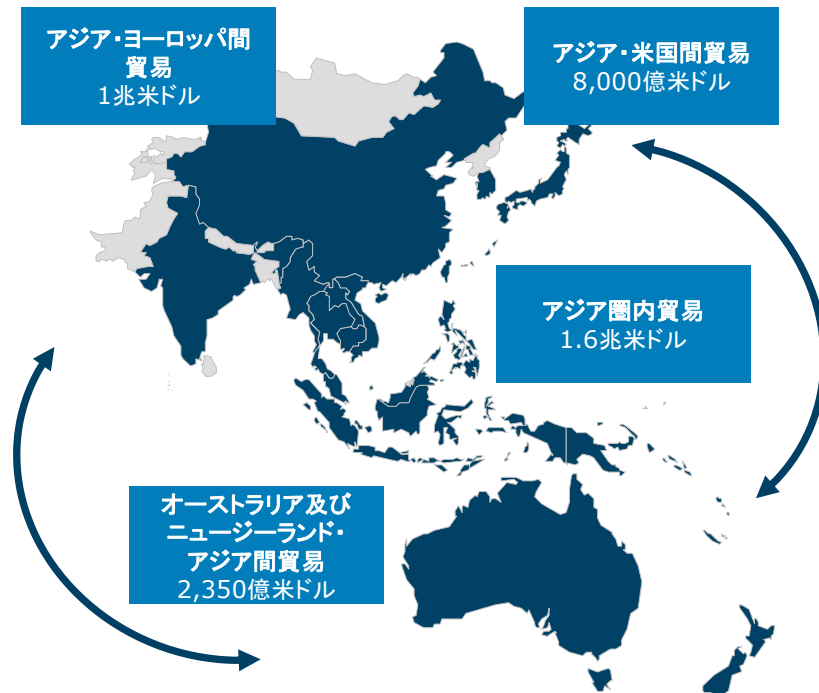 アジア・ヨーロッパ間
貿易
1兆米ドル
アジア・米国間貿易
8,000億米ドル
アジア圏内貿易
1.6兆米ドル
オーストラリア及び
ニュージーランド・
アジア間貿易
2,350億米ドル